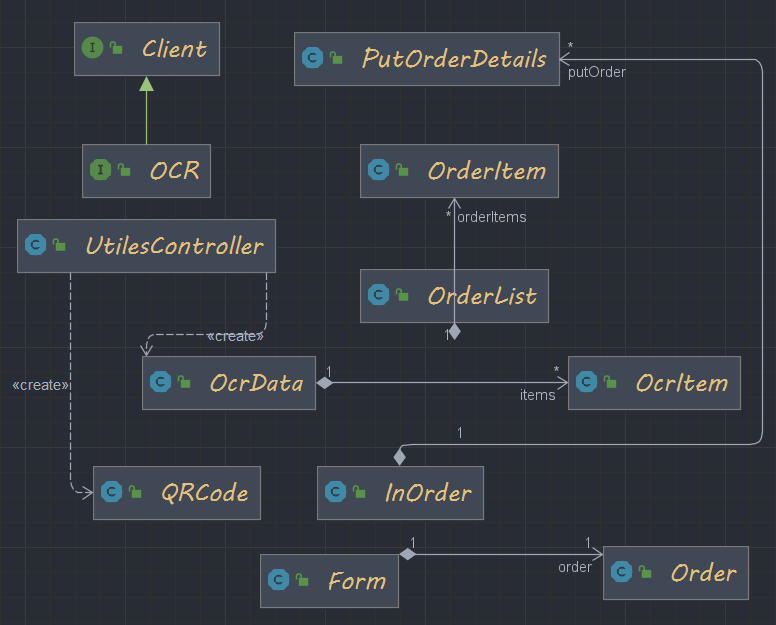 I Client
C PutOrderDetails
*
putOrder
I OCR
C OrderItem
* orderItems
C UtilesController
C OrderList
1
«create»
C OcrData
1
*
items
C OcrItem
«create»
1
C QRCode
C InOrder
C Form
1
1
order
C Order